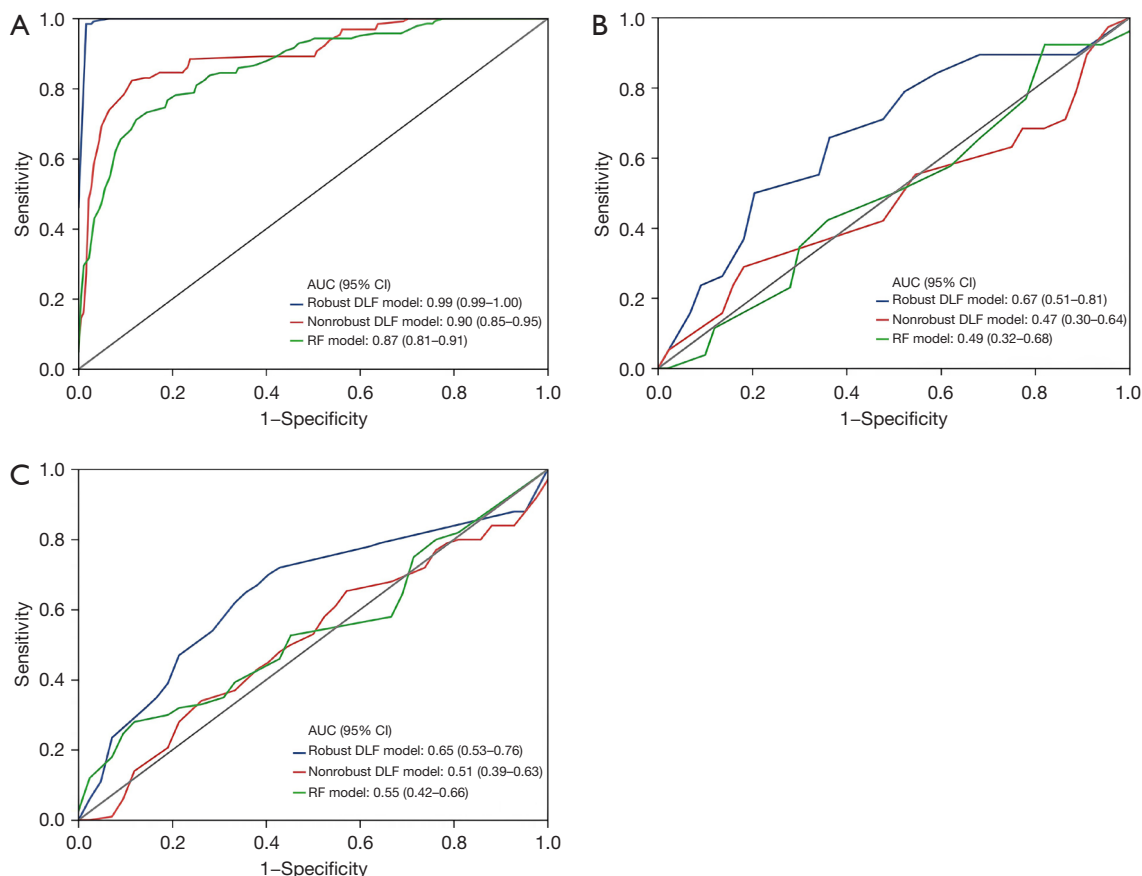 A
1.0
0.8
0.6
0.4
0.2
0.0
Sensitivity
AUC (95% CI)
Robust DLF model: 0.99 (0.99–1.00)
Nonrobust DLF model: 0.90 (0.85–0.95)
RF model: 0.87 (0.81–0.91)
0.0 0.2 0.4 0.6 0.8 1.0
1–Specificity
B
1.0
0.8
0.6
0.4
0.2
0.0
Sensitivity
AUC (95% CI)
Robust DLF model: 0.67 (0.51–0.81)
Nonrobust DLF model: 0.47 (0.30–0.64)
RF model: 0.49 (0.32–0.68)
0.0 0.2 0.4 0.6 0.8 1.0
1–Specificity
C
1.0
0.8
0.6
0.4
0.2
0.0
Sensitivity
AUC (95% CI)
Robust DLF model: 0.65 (0.53–0.76)
Nonrobust DLF model: 0.51 (0.39–0.63)
RF model: 0.55 (0.42–0.66)
0.0 0.2 0.4 0.6 0.8 1.0
1–Specificity